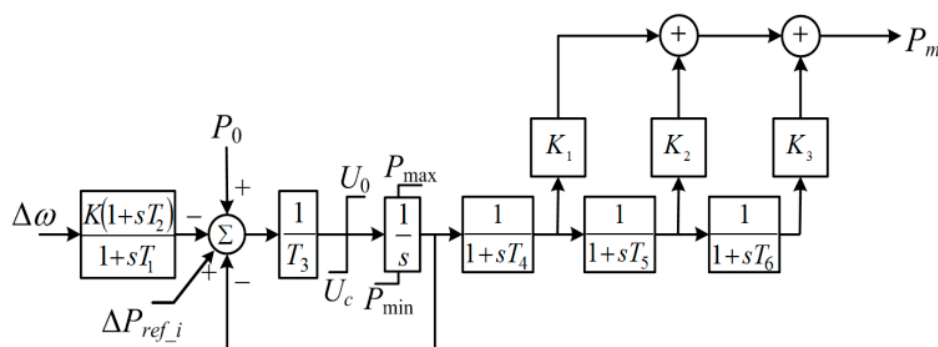 P_m
K_1
K_2
K_3
P_0
+
+
+
U_0
P_max
Δω
K(1+sT_2)
1+sT_1
−
Σ
+
−
1
T_3
1
s
1
1+sT_4
1
1+sT_5
1
1+sT_6
U_c
P_min
ΔP_ref_i